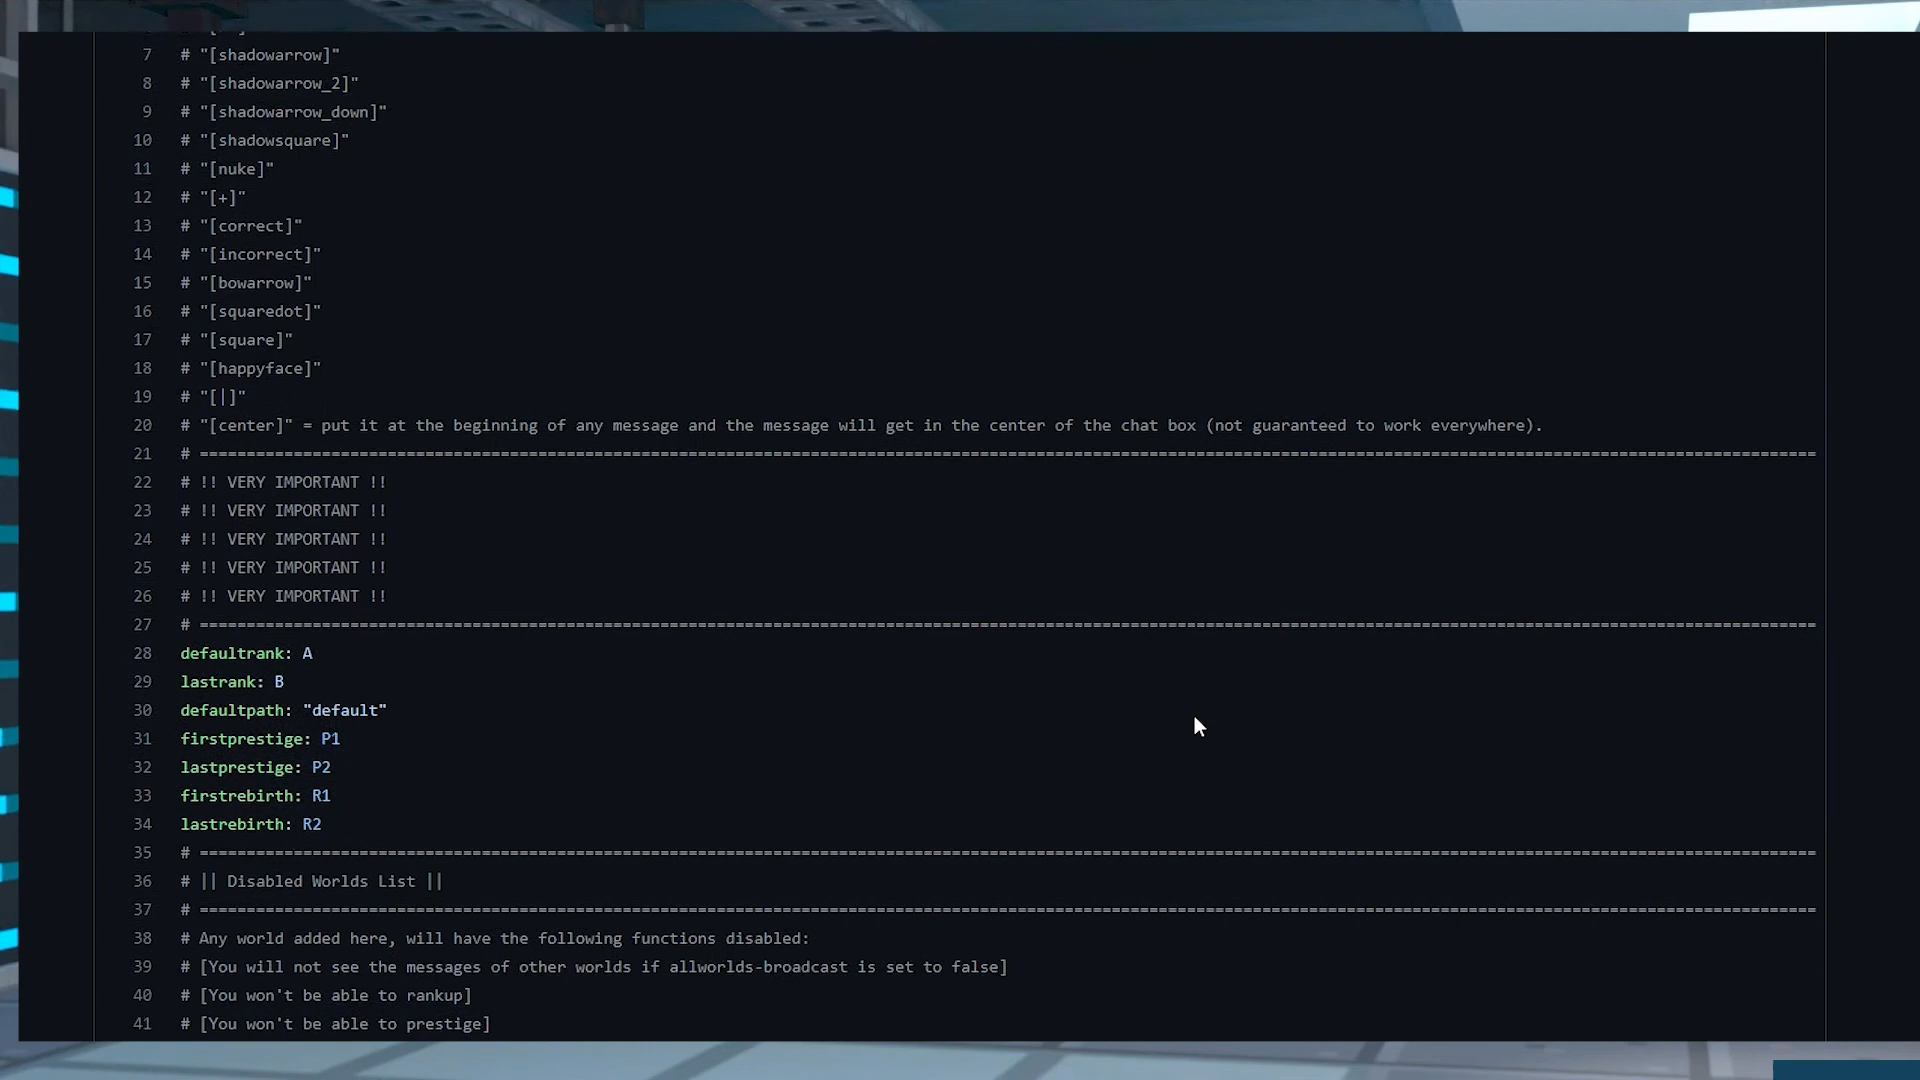 7 # "[shadowarrow]"
8 # "[shadowarrow_2]"
9 # "[shadowarrow_down]"
10 # "[shadowsquare]"
11 # "[nuke]"
12 # "[+]"
13 # "[correct]"
14 # "[incorrect]"
15 # "[bowarrow]"
16 # "[squaredot]"
17 # "[square]"
18 # "[happyface]"
19 # "[|]"
20 # "[center]" = put it at the beginning of any message and the message will get in the center of the chat box (not guaranteed to work everywhere).
21 # ============================================================================================================================================================================
22 # !! VERY IMPORTANT !!
23 # !! VERY IMPORTANT !!
24 # !! VERY IMPORTANT !!
25 # !! VERY IMPORTANT !!
26 # !! VERY IMPORTANT !!
27 # ============================================================================================================================================================================
28 defaultrank: A
29 lastrank: B
30 defaultpath: "default"
31 firstprestige: P1
32 lastprestige: P2
33 firstrebirth: R1
34 lastrebirth: R2
35 # ============================================================================================================================================================================
36 # || Disabled Worlds List ||
37 # ============================================================================================================================================================================
38 # Any world added here, will have the following functions disabled:
39 # [You will not see the messages of other worlds if allworlds-broadcast is set to false]
40 # [You won't be able to rankup]
41 # [You won't be able to prestige]